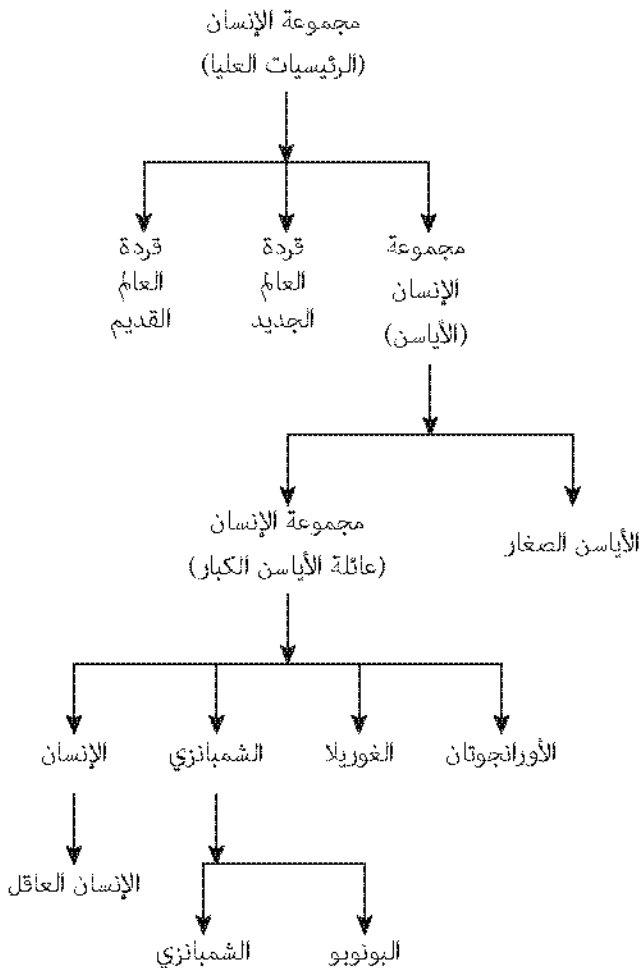 مجموعة الإنسان
(الرئيسيات العليا)
مجموعة
الإنسان
(الأياسن)
قردة
العالم
الجديد
قردة
العالم
القديم
الأياسن الصغار
مجموعة الإنسان
(عائلة الأياسن الكبار)
الأورانجوتان
الغوريلا
الشمبانزي
الإنسان
الإنسان العاقل
البونوبو
الشمبانزي